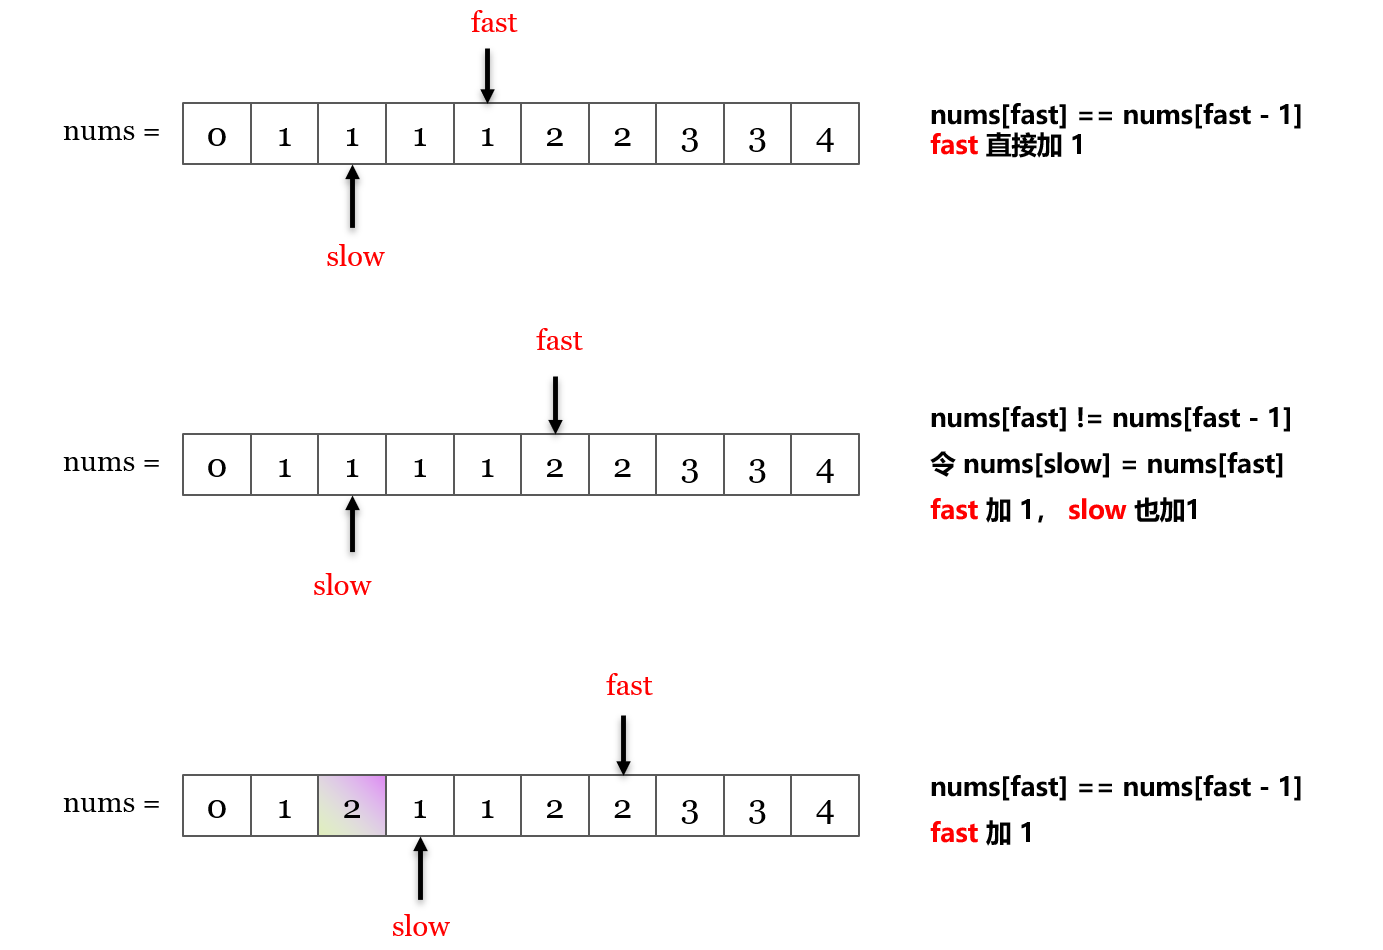 fast
nums = 0 1 1 1 1 2 2 3 3 4
slow
nums[fast] == nums[fast - 1]
fast 直接加 1
fast
nums = 0 1 1 1 1 2 2 3 3 4
slow
nums[fast] != nums[fast - 1]
令 nums[slow] = nums[fast]
fast 加 1， slow 也加1
fast
nums = 0 1 2 1 1 2 2 3 3 4
slow
nums[fast] == nums[fast - 1]
fast 加 1